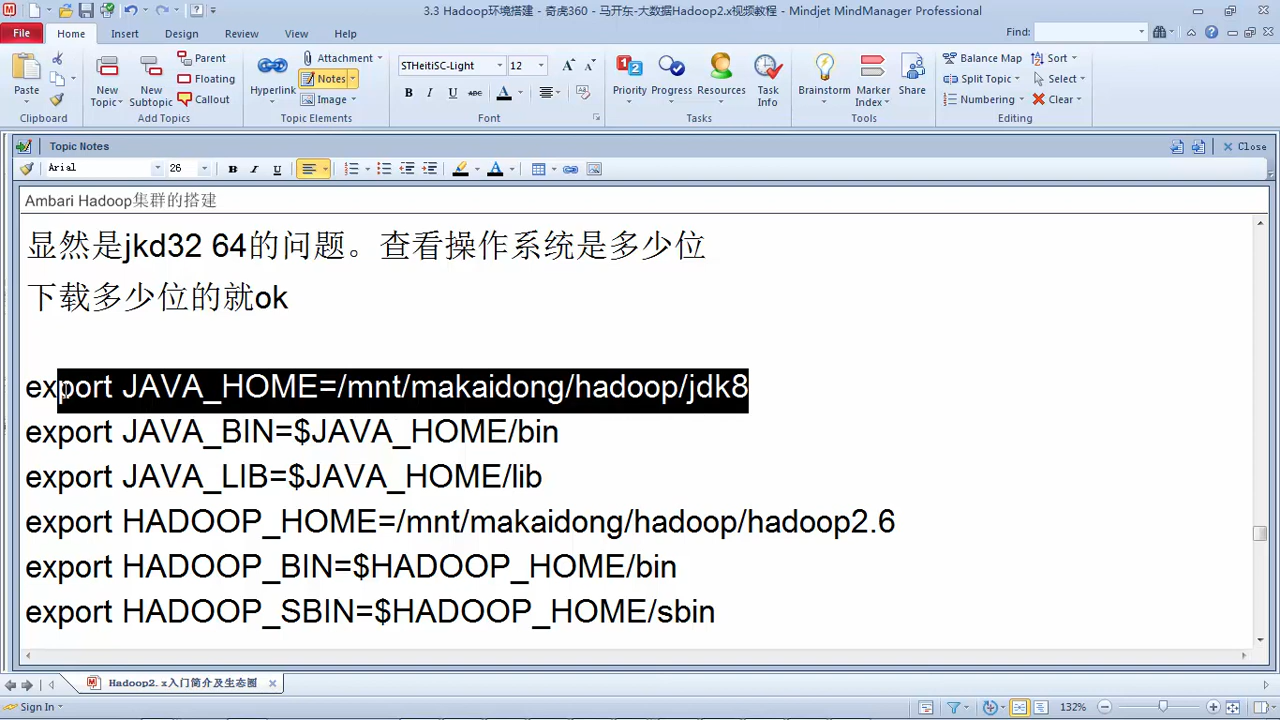 3.3 Hadoop环境搭建 - 奇虎360 - 马开东-大数据Hadoop2.x视频教程 - Mindjet MindManager Professional
File Home Insert Design Review View Help Find:
Paste
Clipboard
New Topic New Subtopic Parent Floating Callout
Add Topics
Hyperlink Attachment Notes Image
Topic Elements
STHeitiSC-Light 12
B I U ABC A
Font
Priority Progress Resources Task Info
Tasks
Brainstorm Marker Index Share
Tools
Balance Map Sort
Split Topic Select
Numbering Clear
Editing
Topic Notes Close
Arial 26 B I U A
Ambari Hadoop集群的搭建
显然是jkd32 64的问题。查看操作系统是多少位
下载多少位的就ok
export JAVA_HOME=/mnt/makaidong/hadoop/jdk8
export JAVA_BIN=$JAVA_HOME/bin
export JAVA_LIB=$JAVA_HOME/lib
export HADOOP_HOME=/mnt/makaidong/hadoop/hadoop2.6
export HADOOP_BIN=$HADOOP_HOME/bin
export HADOOP_SBIN=$HADOOP_HOME/sbin
Hadoop2. x入门简介及生态圈
Sign In 132%